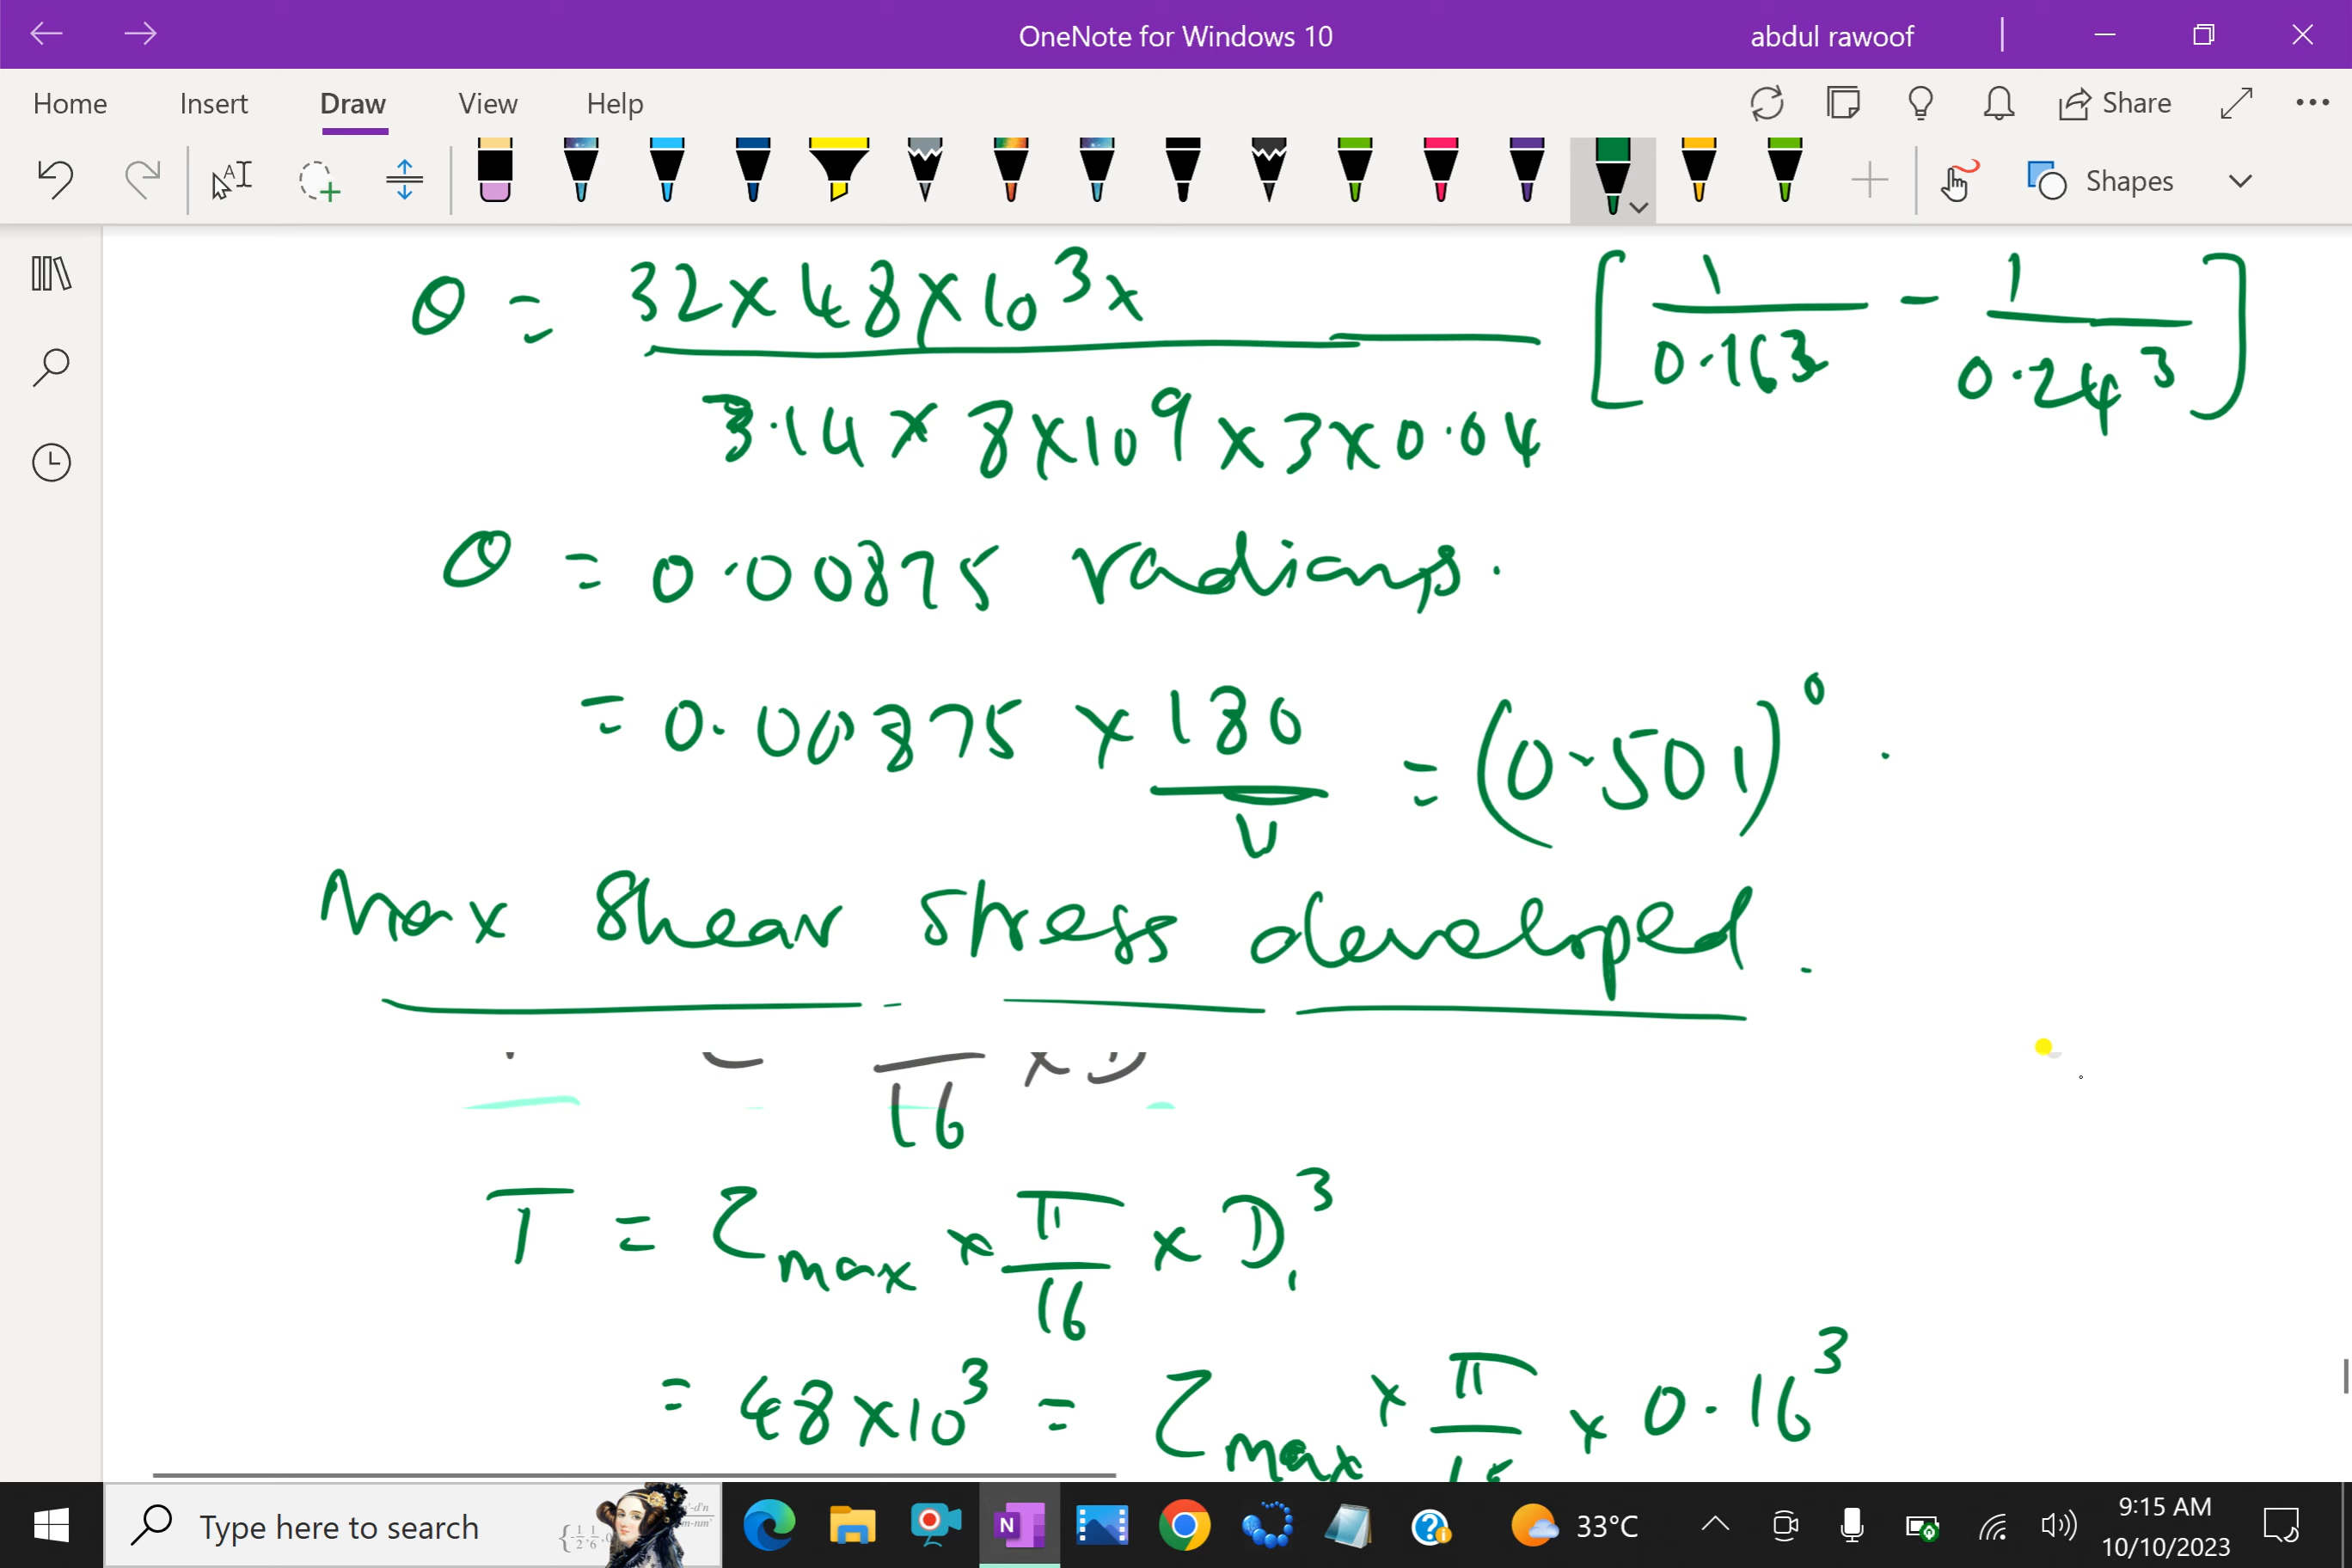 OneNote for Windows 10 abdul rawoof
Home Insert Draw View Help Share
Shapes
θ = 32×48×10³× / 3.14 × 8×10⁹ × 3×0.04 [ 1 / 0.16³ - 1 / 0.24³ ]
θ = 0.00875 radians.
= 0.00875 × 180 / π = (0.501)⁰.
Max Shear stress developed.
16 × D
T = τmax × π / 16 × D₁³
= 48×10³ = τmax × π / 16 × 0.16³
Type here to search
33°C
9:15 AM
10/10/2023